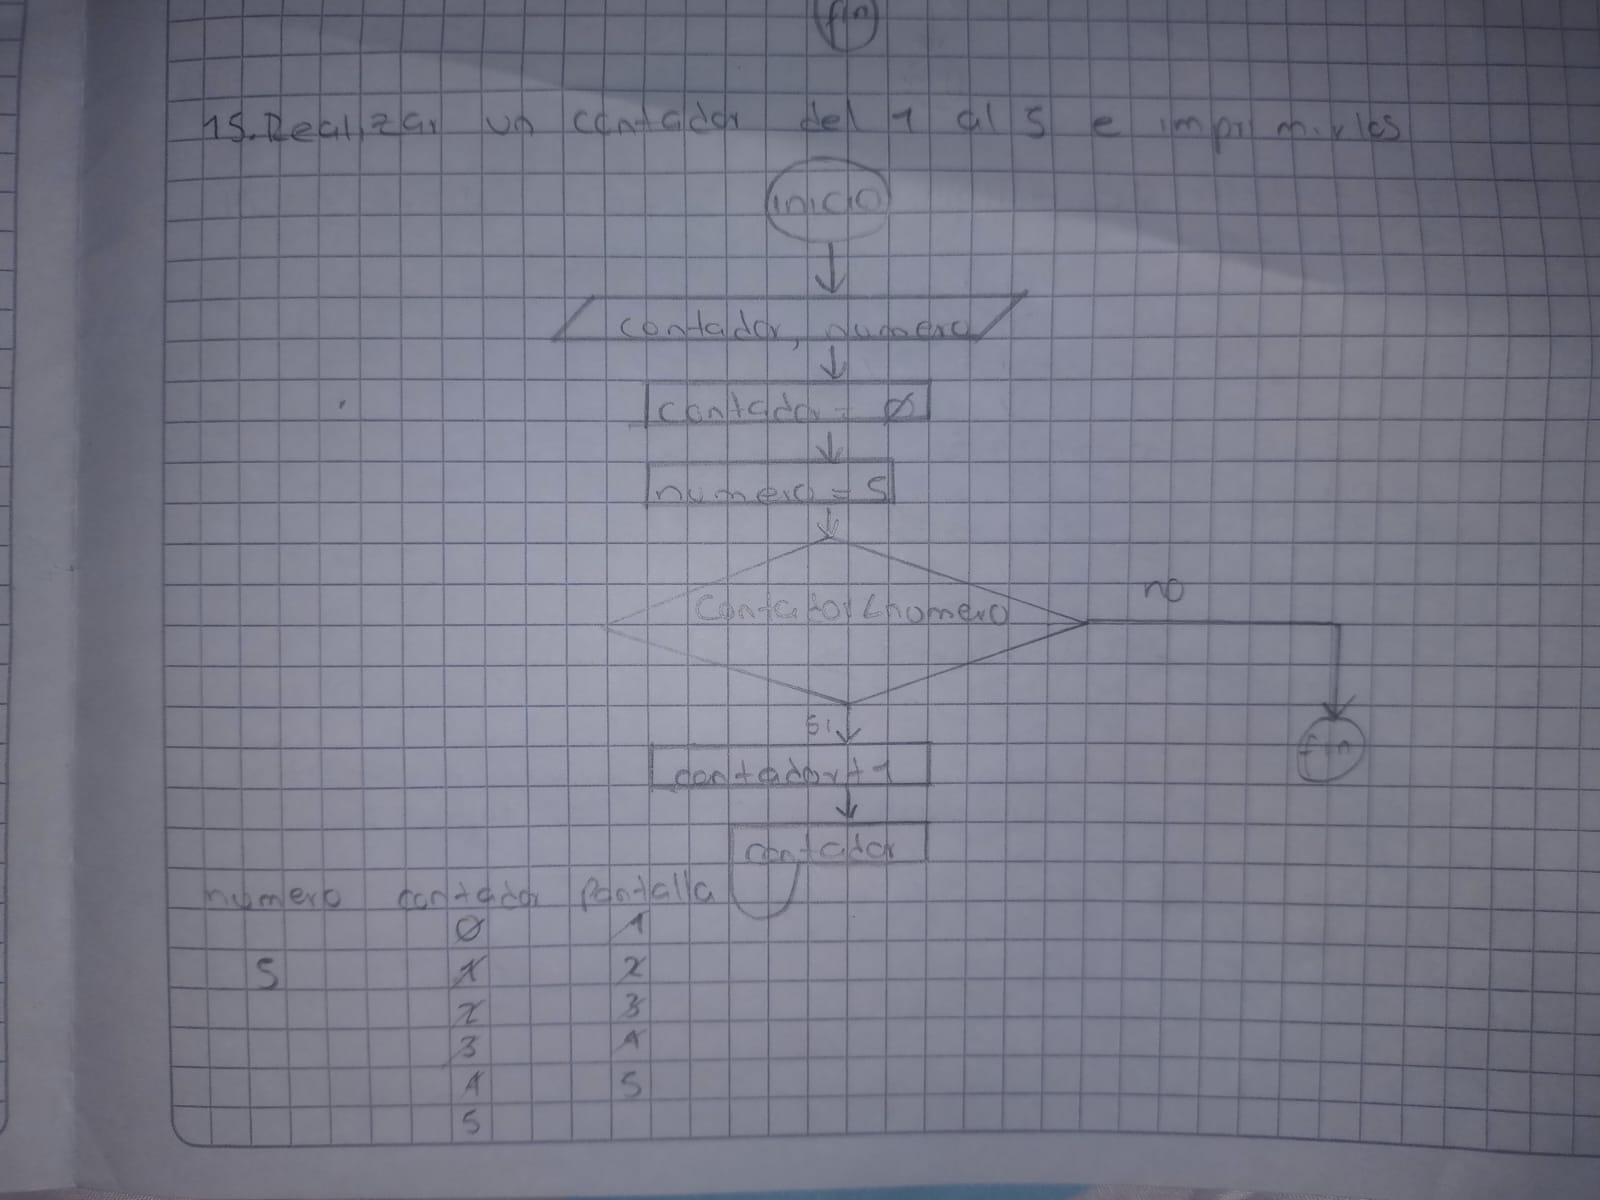 fin
15. Realizar un contador del 1 al 5 e imprimirlos
inicio
contador, numero
contador = 0
numero = 5
contador < numero
no
si
fin
contador + 1
contador
numero contador pantalla
0 1
5 1 2
2 3
3 4
4 5
5